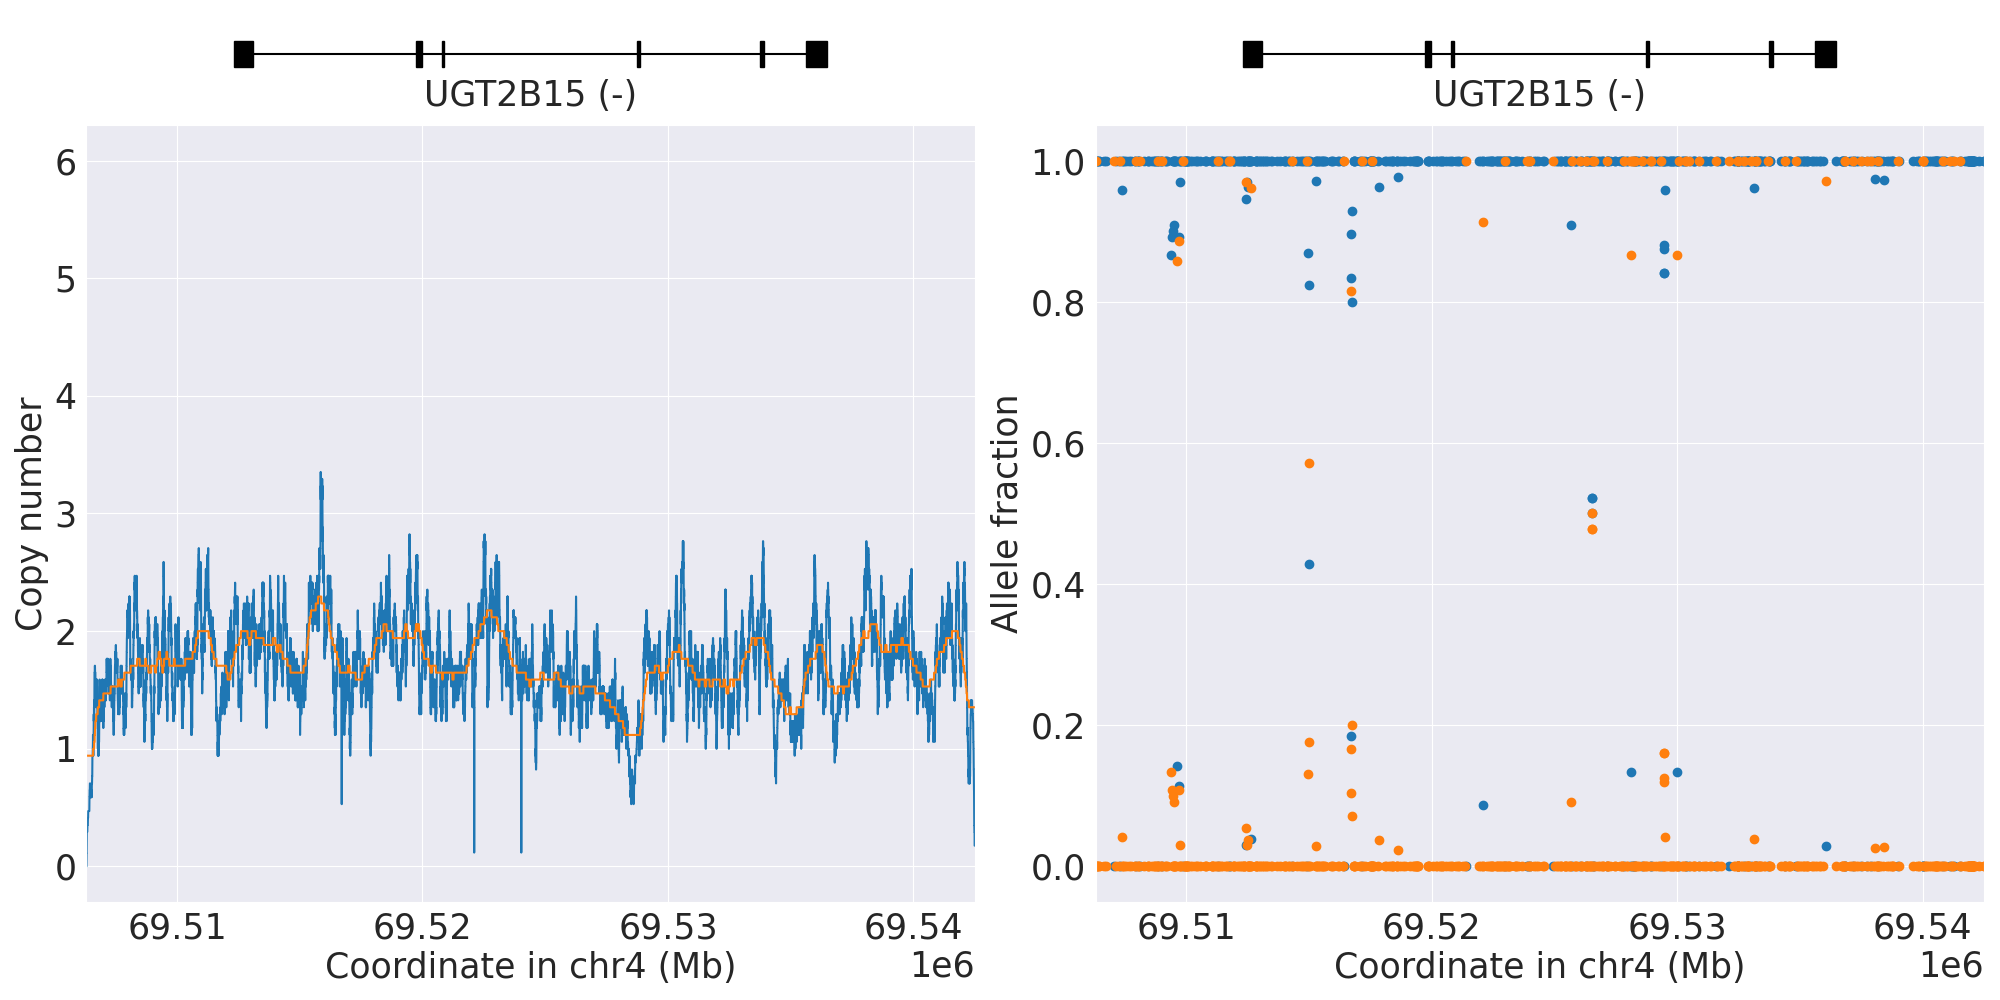 UGT2B15 (-)
6
5
4
3
2
1
0
Copy number
69.51 69.52 69.53 69.54
Coordinate in chr4 (Mb)
1e6
UGT2B15 (-)
1.0
0.8
0.6
0.4
0.2
0.0
Allele fraction
69.51 69.52 69.53 69.54
Coordinate in chr4 (Mb)
1e6